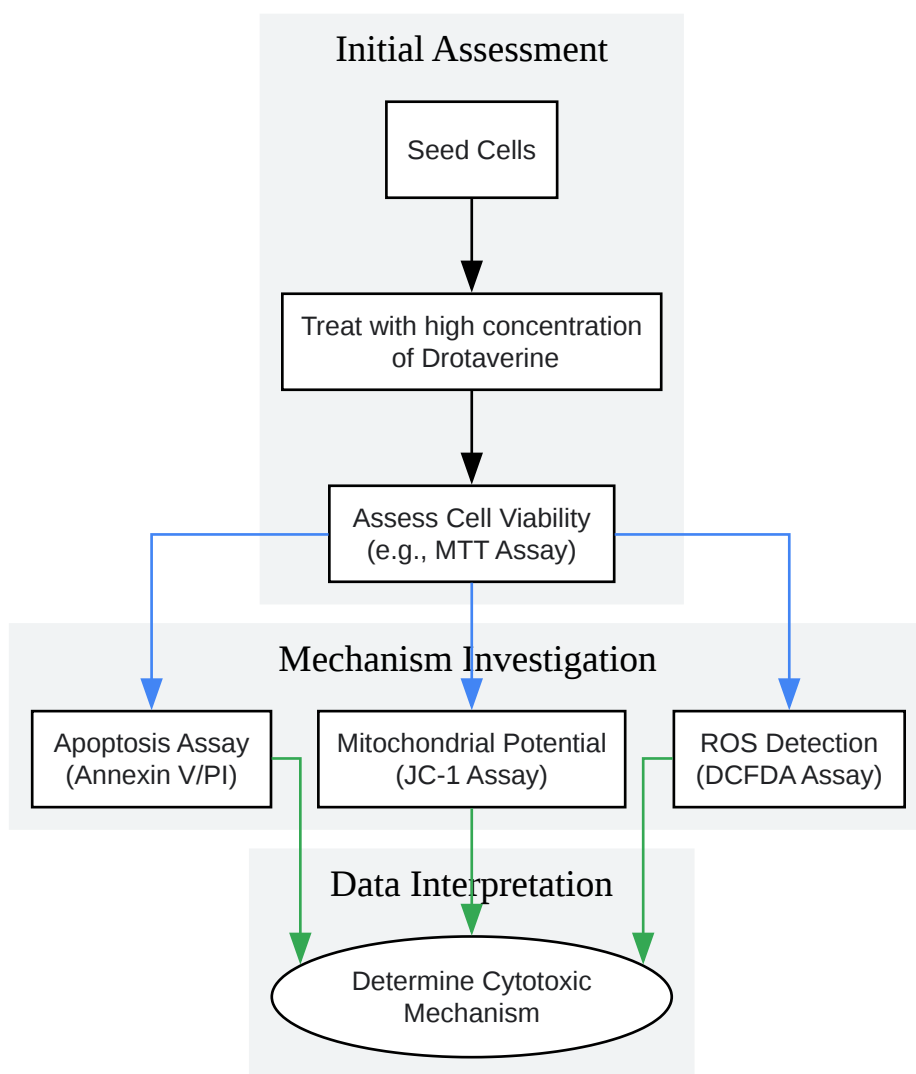 Initial Assessment
Seed Cells
Treat with high concentration
of Drotaverine
Assess Cell Viability
(e.g., MTT Assay)
Mechanism Investigation
Apoptosis Assay
(Annexin V/PI)
Mitochondrial Potential
(JC-1 Assay)
ROS Detection
(DCFDA Assay)
Data Interpretation
Determine Cytotoxic
Mechanism